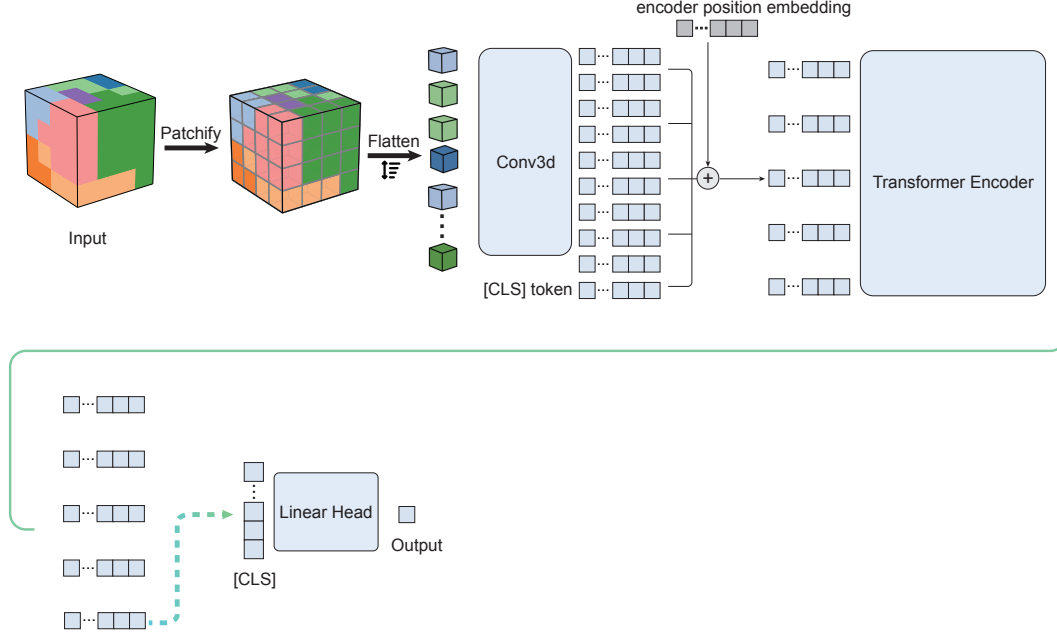 encoder position embedding
Patchify
Flatten
Conv3d
+
Transformer Encoder
Input
[CLS] token
Linear Head
Output
[CLS]